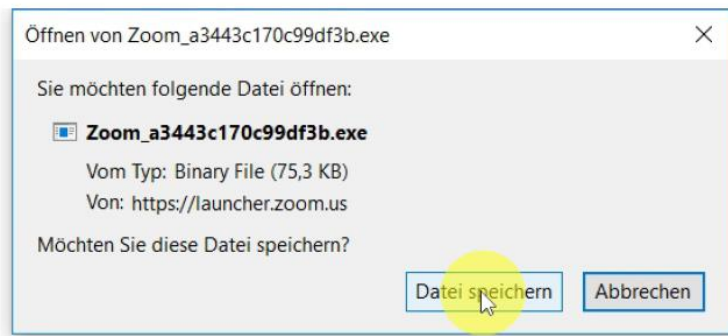 Öffnen von Zoom_a3443c170c99df3b.exe
Sie möchten folgende Datei öffnen:
Zoom_a3443c170c99df3b.exe
Vom Typ: Binary File (75,3 KB)
Von: https://launcher.zoom.us
Möchten Sie diese Datei speichern?
Datei speichern Abbrechen